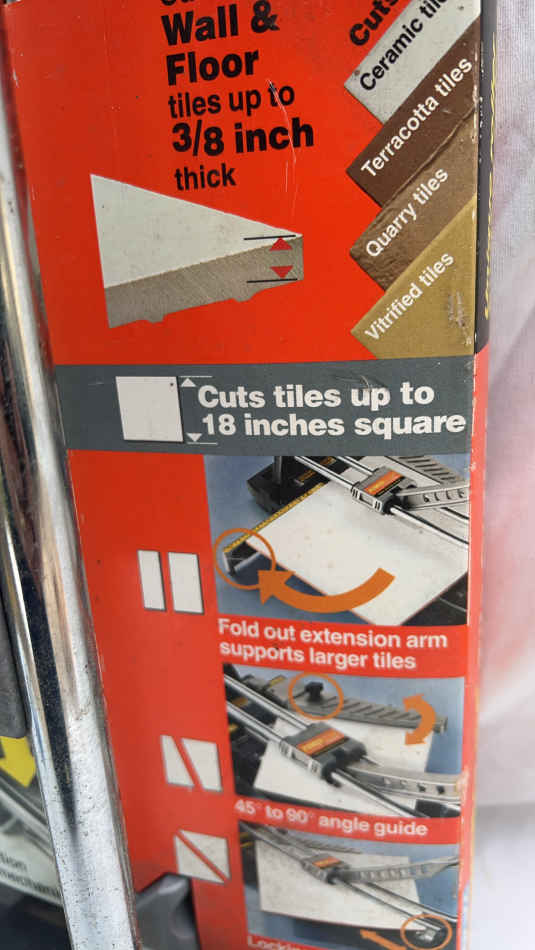 Wall &
Floor
tiles up to
3/8 inch
thick
Cuts
Ceramic tiles
Terracotta tiles
Quarry tiles
Vitrified tiles
Cuts tiles up to
18 inches square
Fold out extension arm
supports larger tiles
45° to 90° angle guide